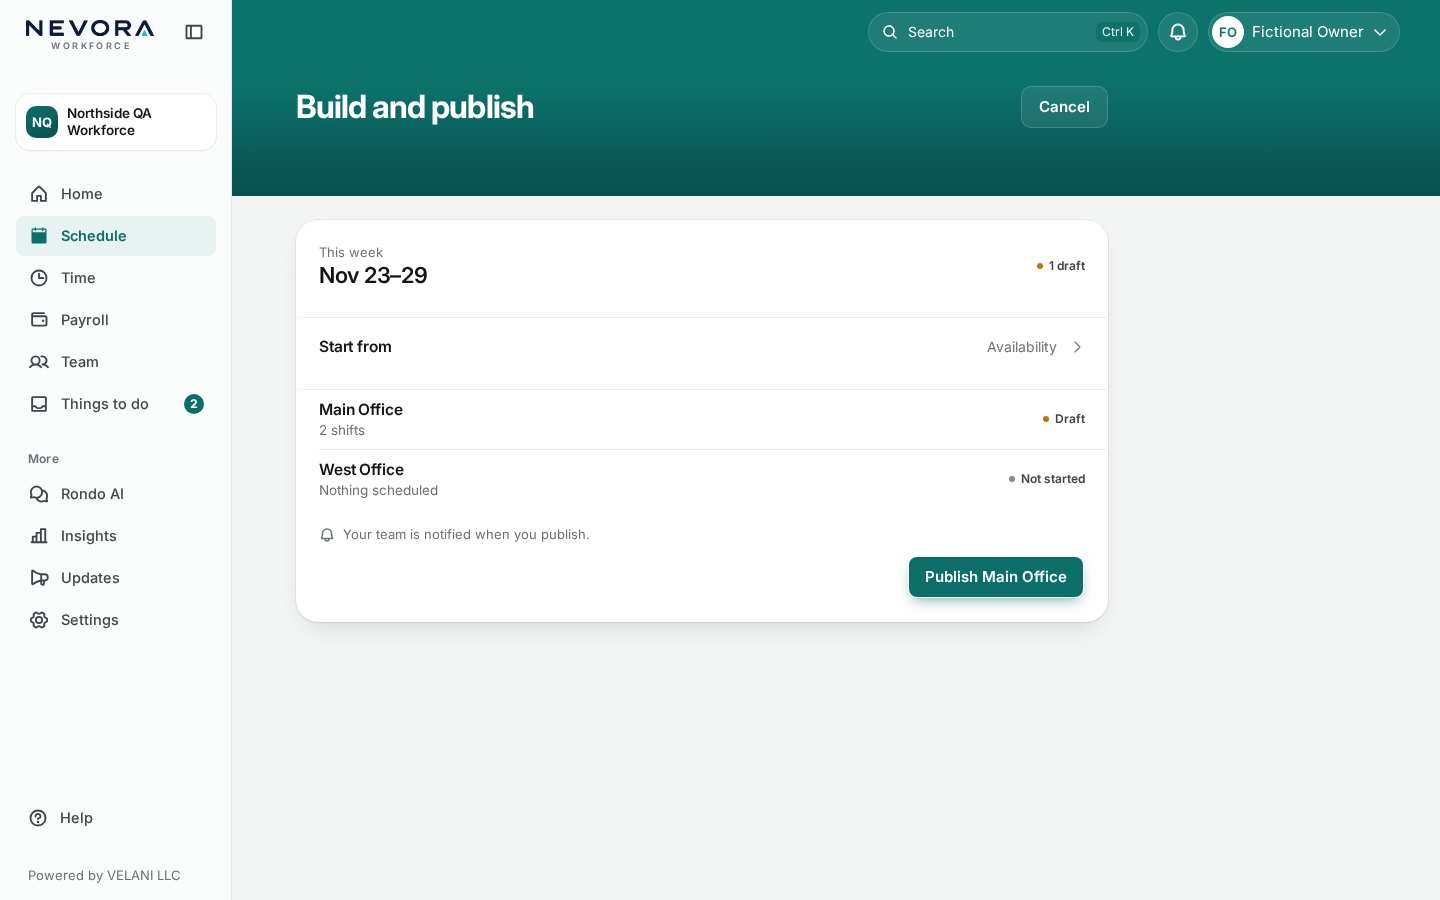 NEVORA
WORKFORCE
Search
Ctrl K
FO
Fictional Owner
NQ
Northside QA
Workforce
Home
Schedule
Time
Payroll
Team
Things to do
2
More
Rondo AI
Insights
Updates
Settings
Help
Powered by VELANI LLC
Build and publish
Cancel
This week
Nov 23–29
1 draft
Start from
Availability
Main Office
2 shifts
Draft
West Office
Nothing scheduled
Not started
Your team is notified when you publish.
Publish Main Office